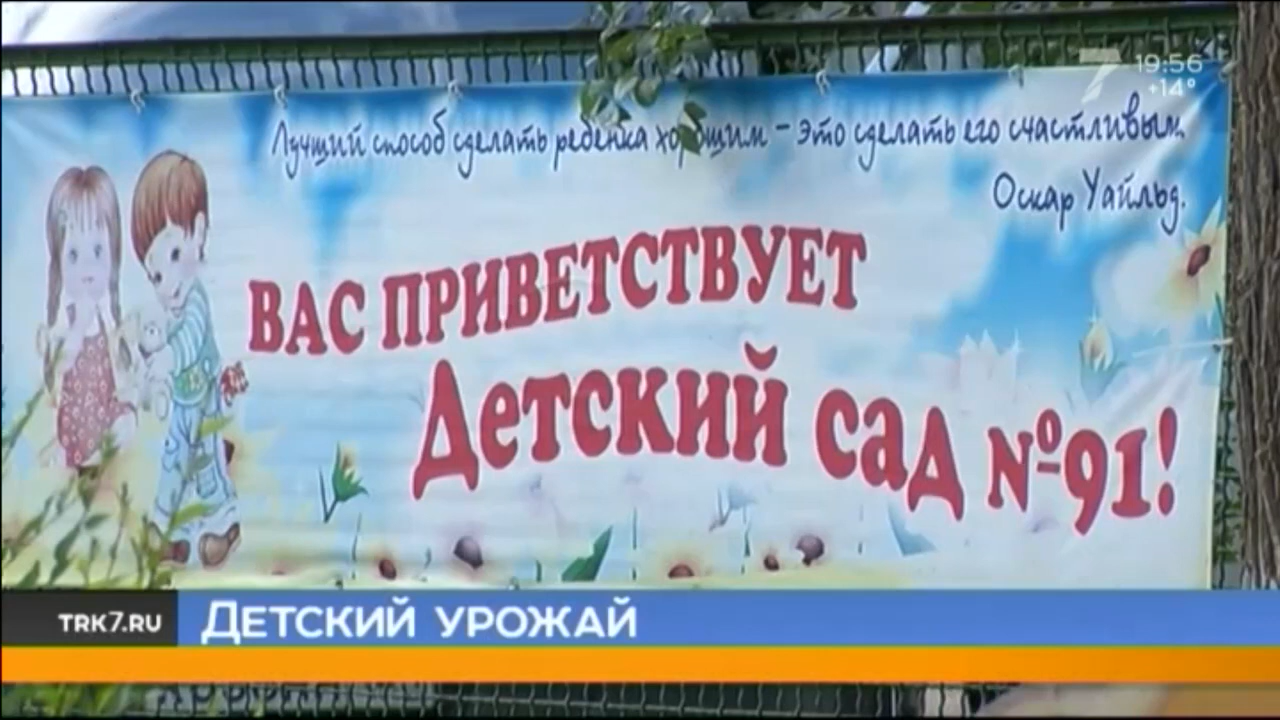 7 19:56
+14°
Лучший способ сделать ребенка хорошим – это сделать его счастливым.
Оскар Уайльд.
ВАС ПРИВЕТСТВУЕТ
Детский сад №91!
TRK7.RU ДЕТСКИЙ УРОЖАЙ